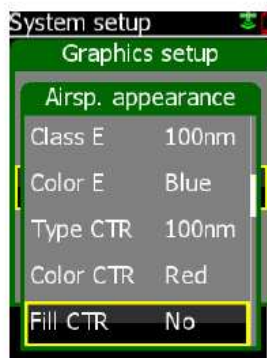 System setup
Graphics setup
Airsp. appearance
Class E 100nm
Color E Blue
Type CTR 100nm
Color CTR Red
Fill CTR No